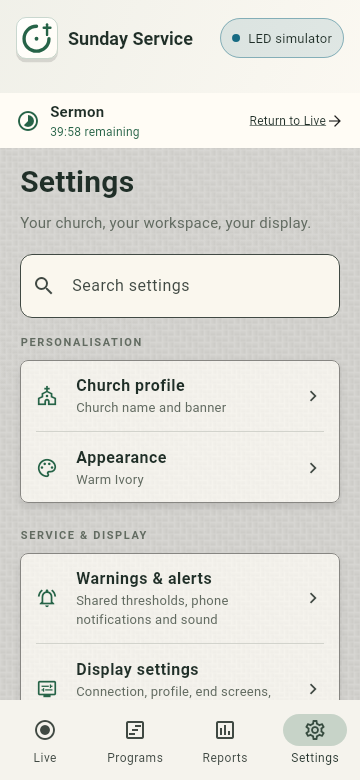 Sunday Service
LED simulator
Sermon
39:58 remaining
Return to Live
Settings
Your church, your workspace, your display.
Search settings
PERSONALISATION
Church profile
Church name and banner
Appearance
Warm Ivory
SERVICE & DISPLAY
Warnings & alerts
Shared thresholds, phone
notifications and sound
Display settings
Connection, profile, end screens,
Live
Programs
Reports
Settings